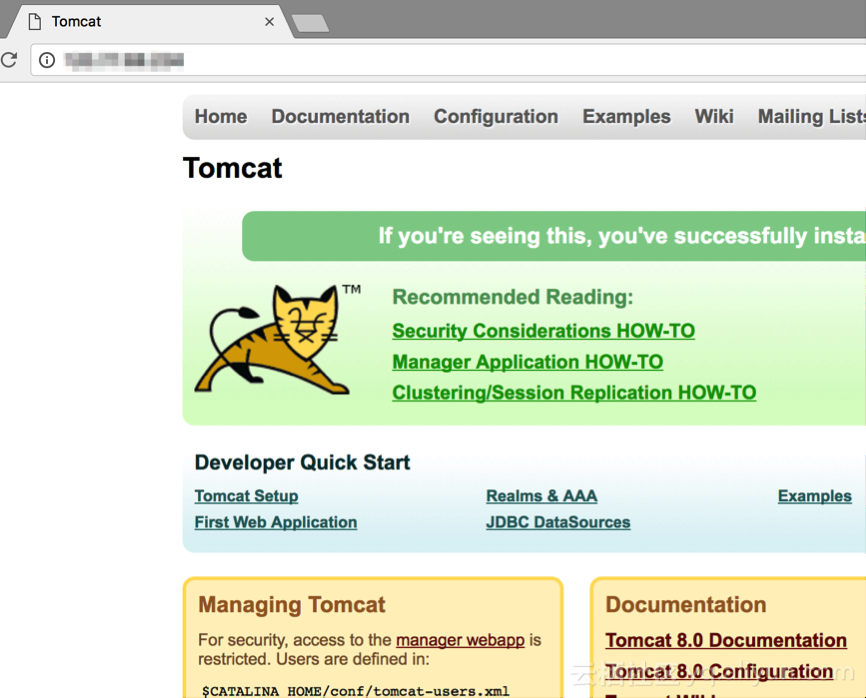 Tomcat
Home Documentation Configuration Examples Wiki Mailing Lists
Tomcat
If you're seeing this, you've successfully insta
TM
Recommended Reading:
Security Considerations HOW-TO
Manager Application HOW-TO
Clustering/Session Replication HOW-TO
Developer Quick Start
Tomcat Setup Realms & AAA Examples
First Web Application JDBC DataSources
Managing Tomcat
For security, access to the manager webapp is
restricted. Users are defined in:
$CATALINA_HOME/conf/tomcat-users.xml
Documentation
Tomcat 8.0 Documentation
Tomcat 8.0 Configuration
Tomcat Wiki